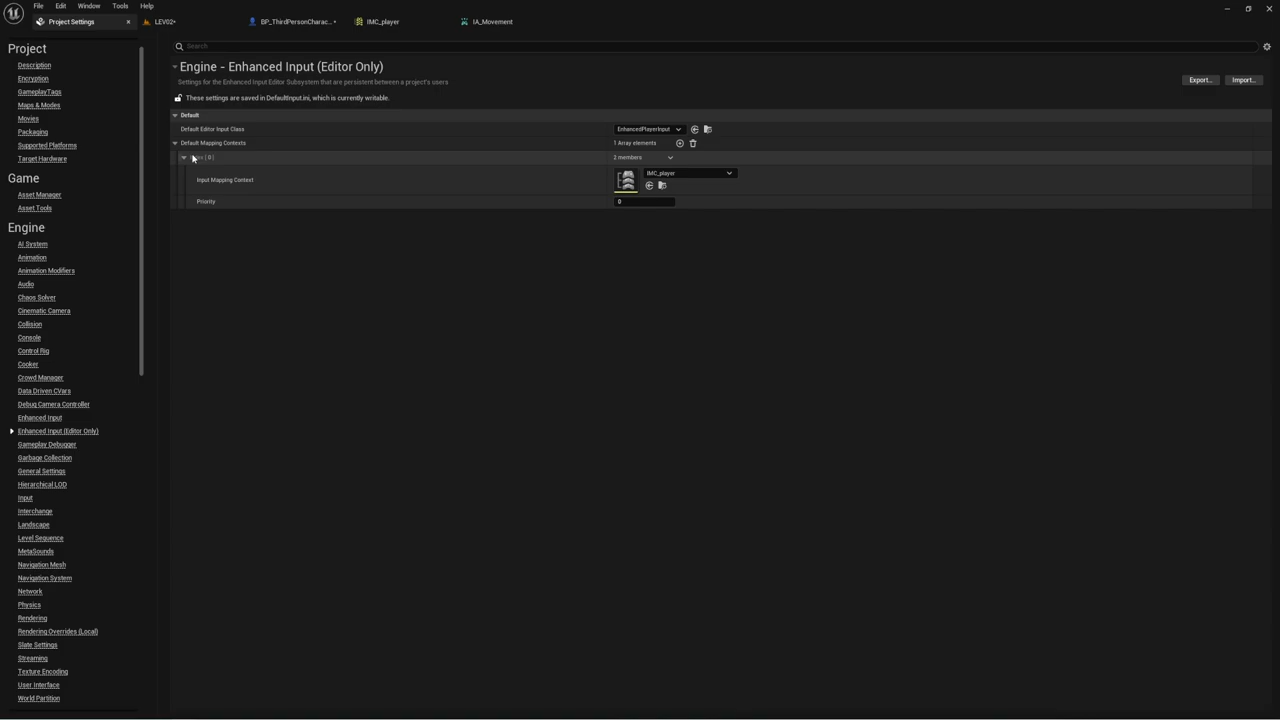 File Edit Window Tools Help
Project Settings
LEV02*
BP_ThirdPersonCharac... *
IMC_player
IA_Movement
Search
Project
Description
Encryption
GameplayTags
Maps & Modes
Movies
Packaging
Supported Platforms
Target Hardware
Game
Asset Manager
Asset Tools
Engine
AI System
Animation
Animation Modifiers
Audio
Chaos Solver
Cinematic Camera
Collision
Console
Control Rig
Cooker
Crowd Manager
Data Driven CVars
Debug Camera Controller
Enhanced Input
Enhanced Input (Editor Only)
Gameplay Debugger
Garbage Collection
General Settings
Hierarchical LOD
Input
Interchange
Landscape
Level Sequence
MetaSounds
Navigation Mesh
Navigation System
Network
Physics
Rendering
Rendering Overrides (Local)
Slate Settings
Streaming
Texture Encoding
User Interface
World Partition
Engine - Enhanced Input (Editor Only)
Settings for the Enhanced Input Editor Subsystem that are persistent between a project's users
Export... Import...
These settings are saved in DefaultInput.ini, which is currently writable.
Default
Default Editor Input Class EnhancedPlayerInput
Default Mapping Contexts 1 Array elements
[ 0 ] 2 members
Input Mapping Context IMC_player
Priority 0